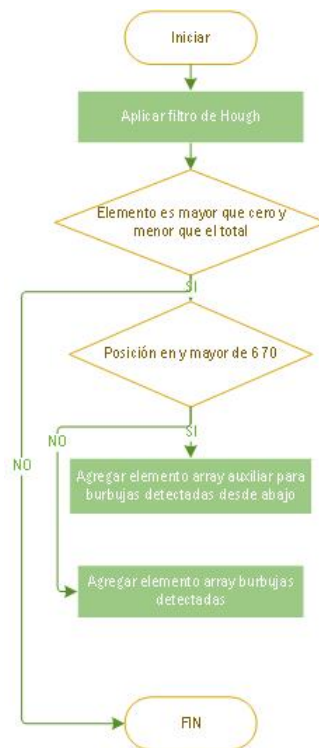 Iniciar
Aplicar filtro de Hough
Elemento es mayor que cero y
menor que el total
SI
Posición en y mayor de 670
NO
SI
NO
Agregar elemento array auxiliar para
burbujas detectadas desde abajo
Agregar elemento array burbujas
detectadas
FIN